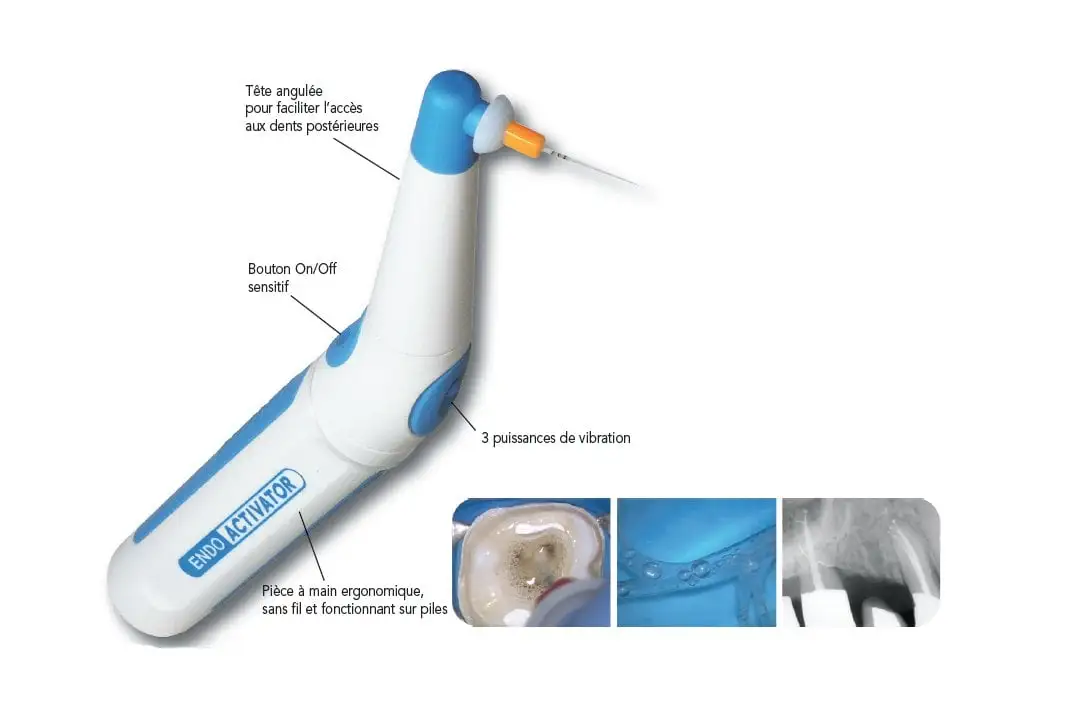 Tête angulée
pour faciliter l'accès
aux dents postérieures
Bouton On/Off
sensitif
3 puissances de vibration
ENDO ACTIVATOR
Pièce à main ergonomique,
sans fil et fonctionnant sur piles